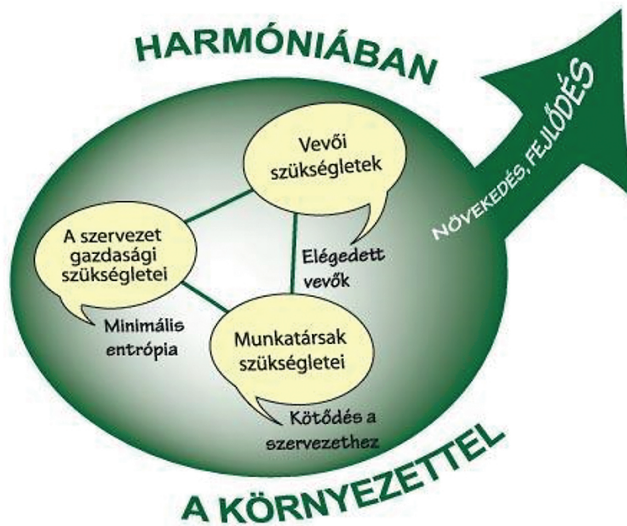 HARMÓNIÁBAN
NÖVEKEDÉS, FEJLŐDÉS
Vevői
szükségletek
Elégedett
vevők
A szervezet
gazdasági
szükségletei
Minimális
entrópia
Munkatársak
szükségletei
Kötődés a
szervezethez
A KÖRNYEZETTEL